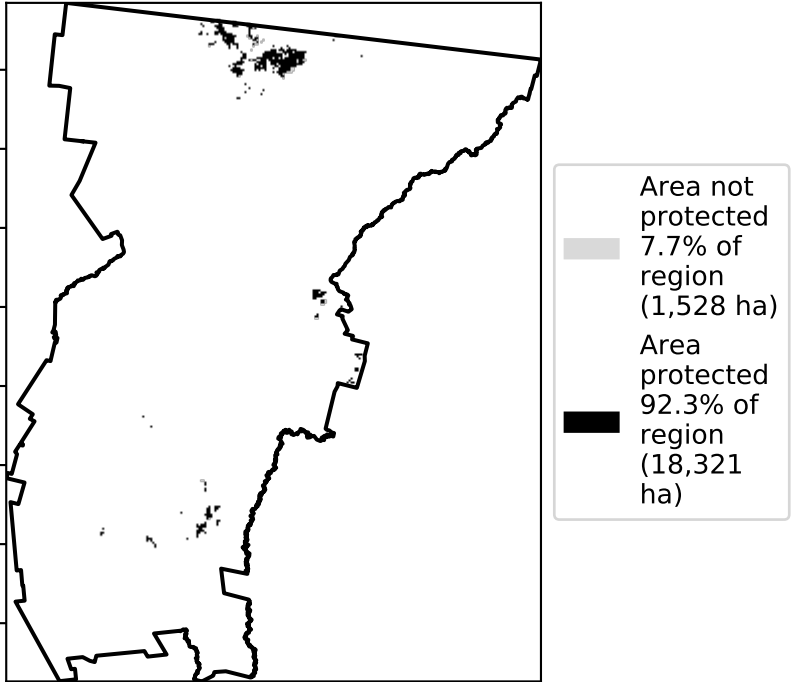 Area not
protected
7.7% of
region
(1,528 ha)
Area
protected
92.3% of
region
(18,321
ha)